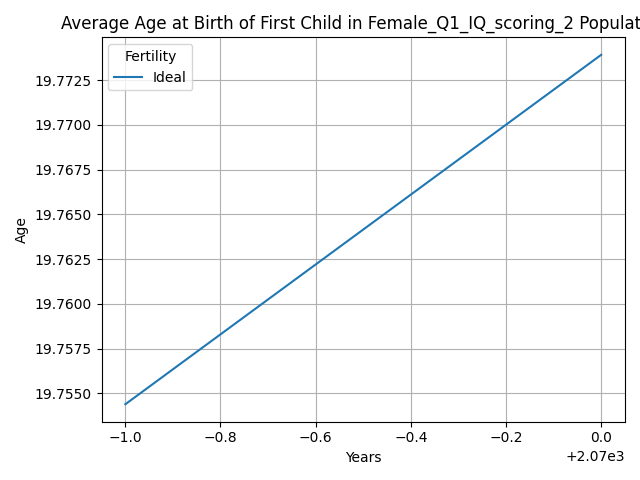 Average Age at Birth of First Child in Female_Q1_IQ_scoring_2 Populat
Fertility
Ideal
19.7725
19.7700
19.7675
19.7650
19.7625
19.7600
19.7575
19.7550
Age
−1.0 −0.8 −0.6 −0.4 −0.2 0.0
Years
+2.07e3